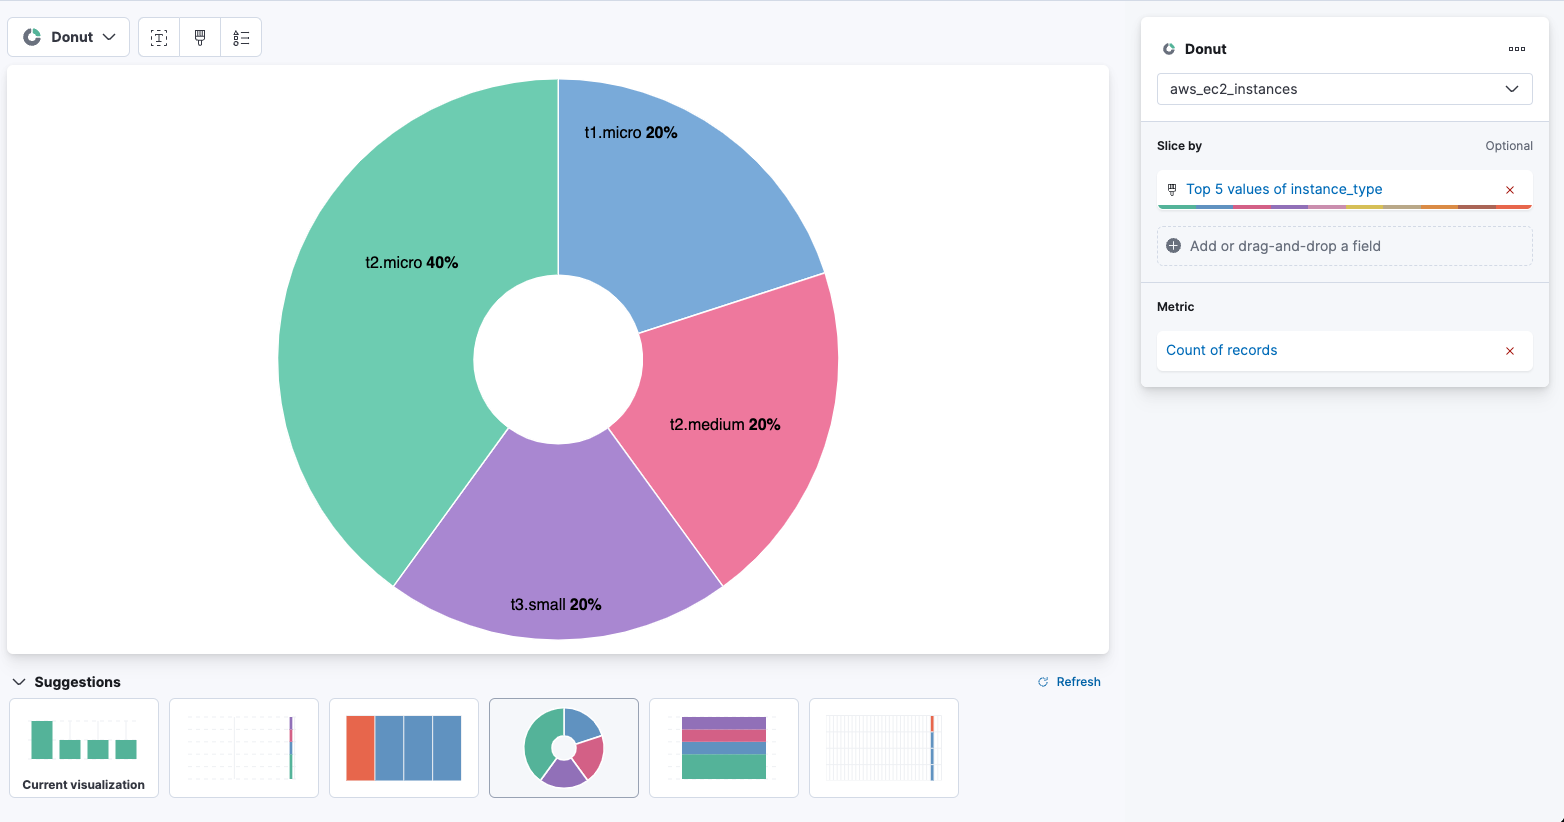 Donut
t1.micro 20%
t2.micro 40%
t2.medium 20%
t3.small 20%
Suggestions
Refresh
Current visualization
Donut
aws_ec2_instances
Slice by Optional
Top 5 values of instance_type
Add or drag-and-drop a field
Metric
Count of records